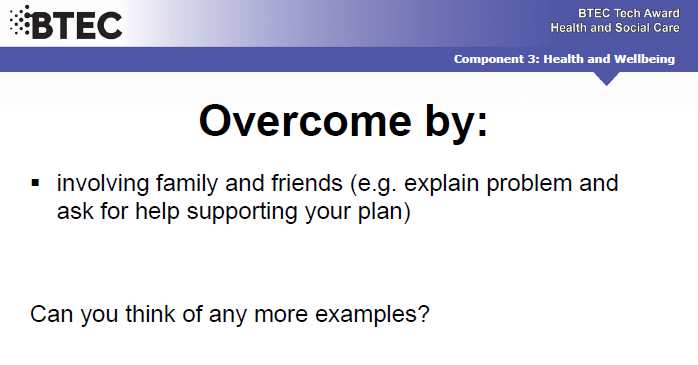 BTEC
BTEC Tech Award
Health and Social Care
Component 3: Health and Wellbeing
Overcome by:
▪ involving family and friends (e.g. explain problem and
ask for help supporting your plan)
Can you think of any more examples?